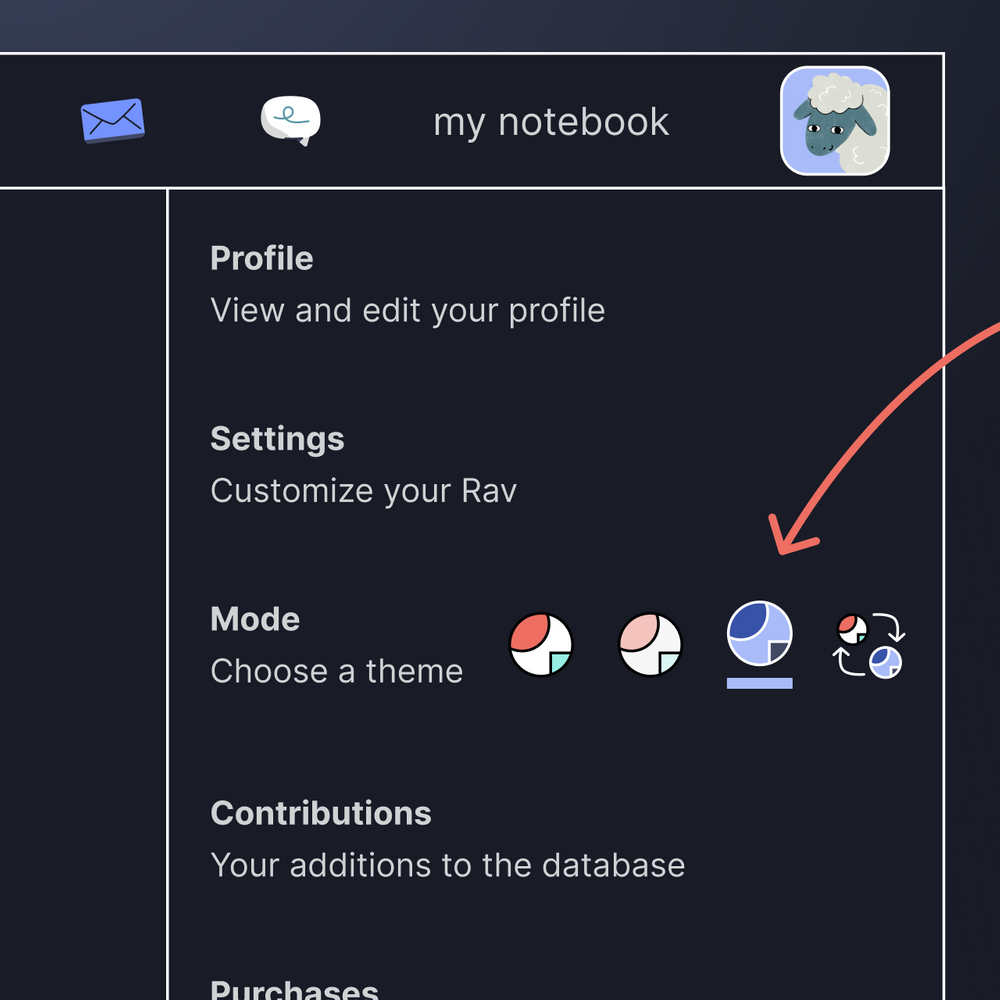 my notebook
Profile
View and edit your profile
Settings
Customize your Rav
Mode
Choose a theme
Contributions
Your additions to the database
Purchases